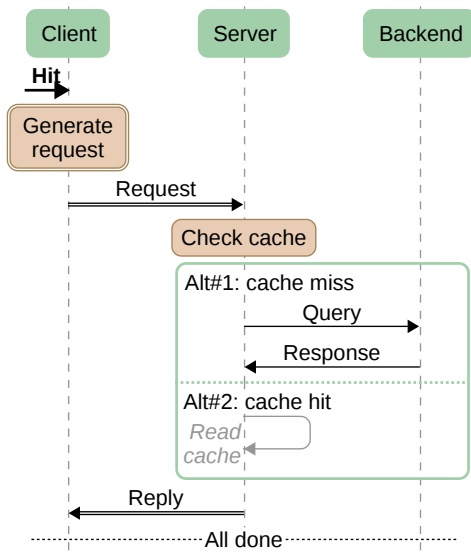 Client Server Backend
Hit
Generate
request
Request
Check cache
Alt#1: cache miss
Query
Response
Alt#2: cache hit
Read
cache
Reply
All done